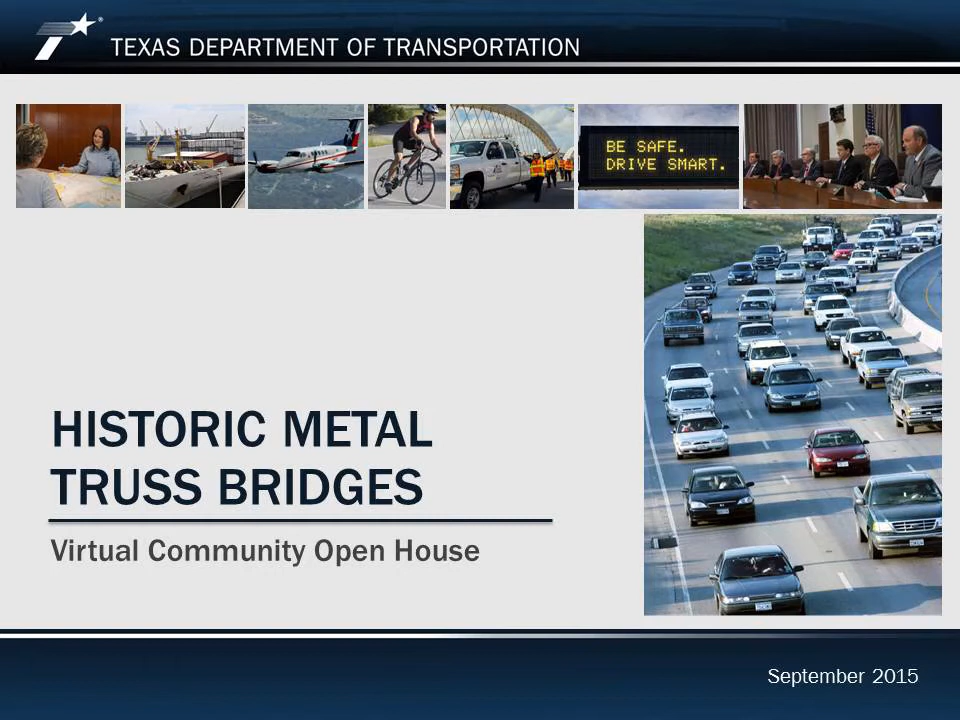 TEXAS DEPARTMENT OF TRANSPORTATION
BE SAFE.
DRIVE SMART.
HISTORIC METAL
TRUSS BRIDGES
Virtual Community Open House
September 2015